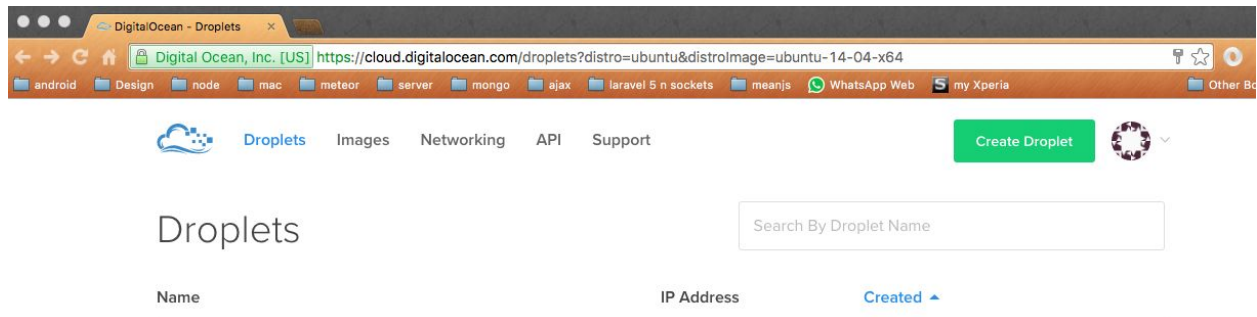 DigitalOcean - Droplets
Digital Ocean, Inc. [US] https://cloud.digitalocean.com/droplets?distro=ubuntu&distroImage=ubuntu-14-04-x64
android Design node mac meteor server mongo ajax laravel 5 n sockets meanjs WhatsApp Web S my Xperia Other Bo
Droplets Images Networking API Support Create Droplet
Droplets Search By Droplet Name
Name IP Address Created